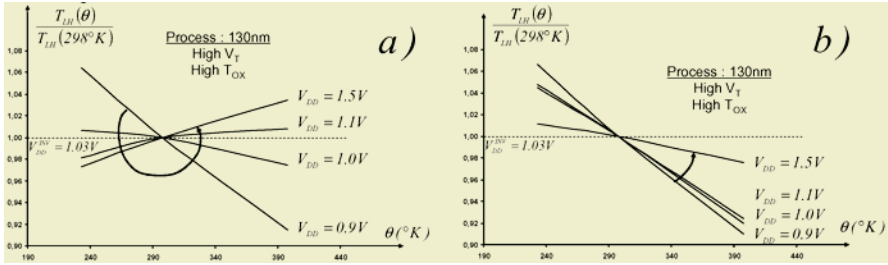 T_LH(θ)
T_LH(298°K)
a)
Process : 130nm
High V_T
High T_OX
1,08
1,06
1,04
1,02
1,00
0,98
0,96
0,94
0,92
0,90
V_DD = 1.5V
V_DD = 1.1V
V_DD^INV = 1.03V
V_DD = 1.0V
V_DD = 0.9V
θ(°K)
190 240 290 340 390 440
T_LH(θ)
T_LH(298°K)
b)
Process : 130nm
High V_T
High T_OX
1,08
1,06
1,04
1,02
1,00
0,98
0,96
0,94
0,92
0,90
V_DD^INV = 1.03V
V_DD = 1.5V
V_DD = 1.1V
V_DD = 1.0V
V_DD = 0.9V
θ(°K)
190 240 290 340 390 440